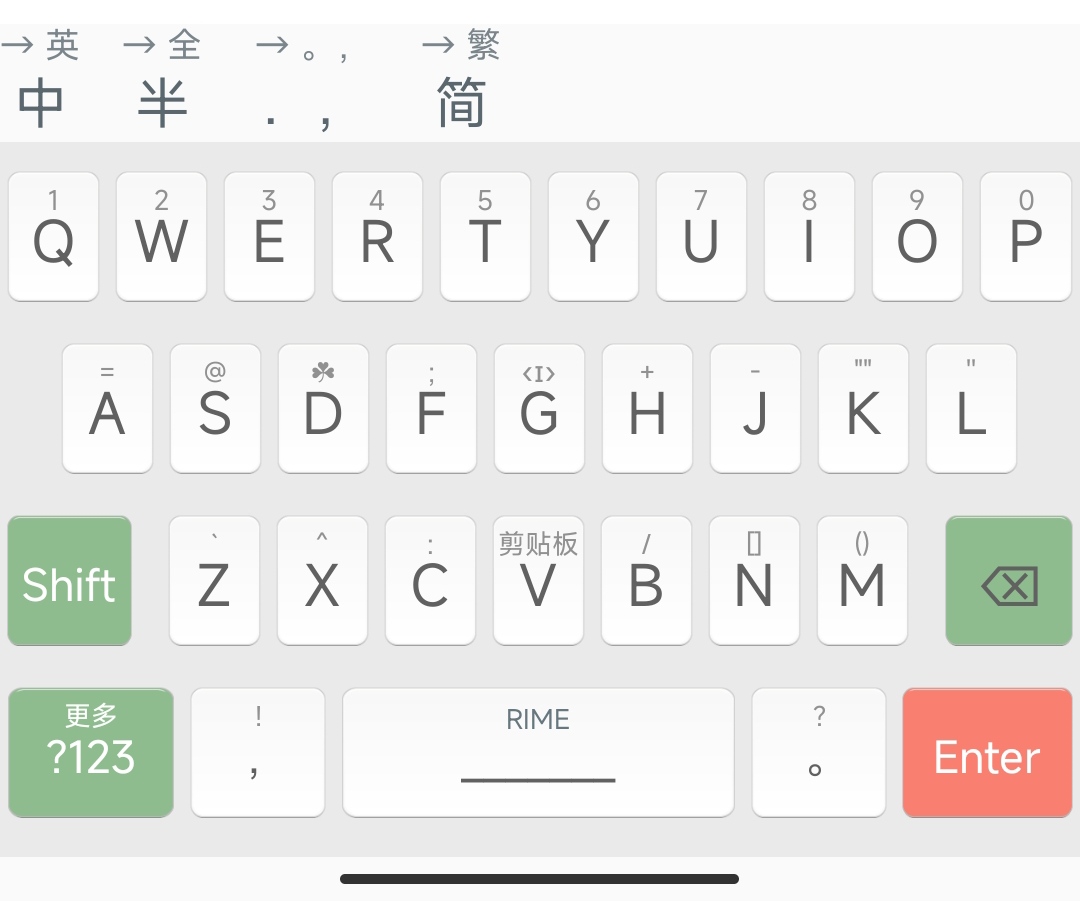 → 英 → 全 → 。, → 繁
中 半 . , 简
1 2 3 4 5 6 7 8 9 0
Q W E R T Y U I O P
= @ ☘ ; ‹I› + - "" "
A S D F G H J K L
` ^ : 剪贴板 / [] ()
Shift Z X C V B N M ⌫
更多 ! RIME ?
?123 , 。 Enter